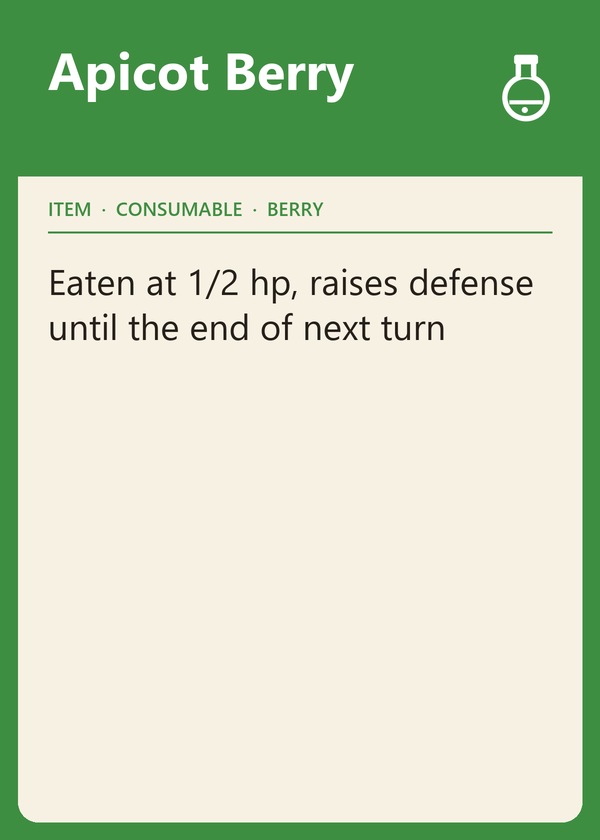 Apicot Berry
ITEM · CONSUMABLE · BERRY
Eaten at 1/2 hp, raises defense
until the end of next turn